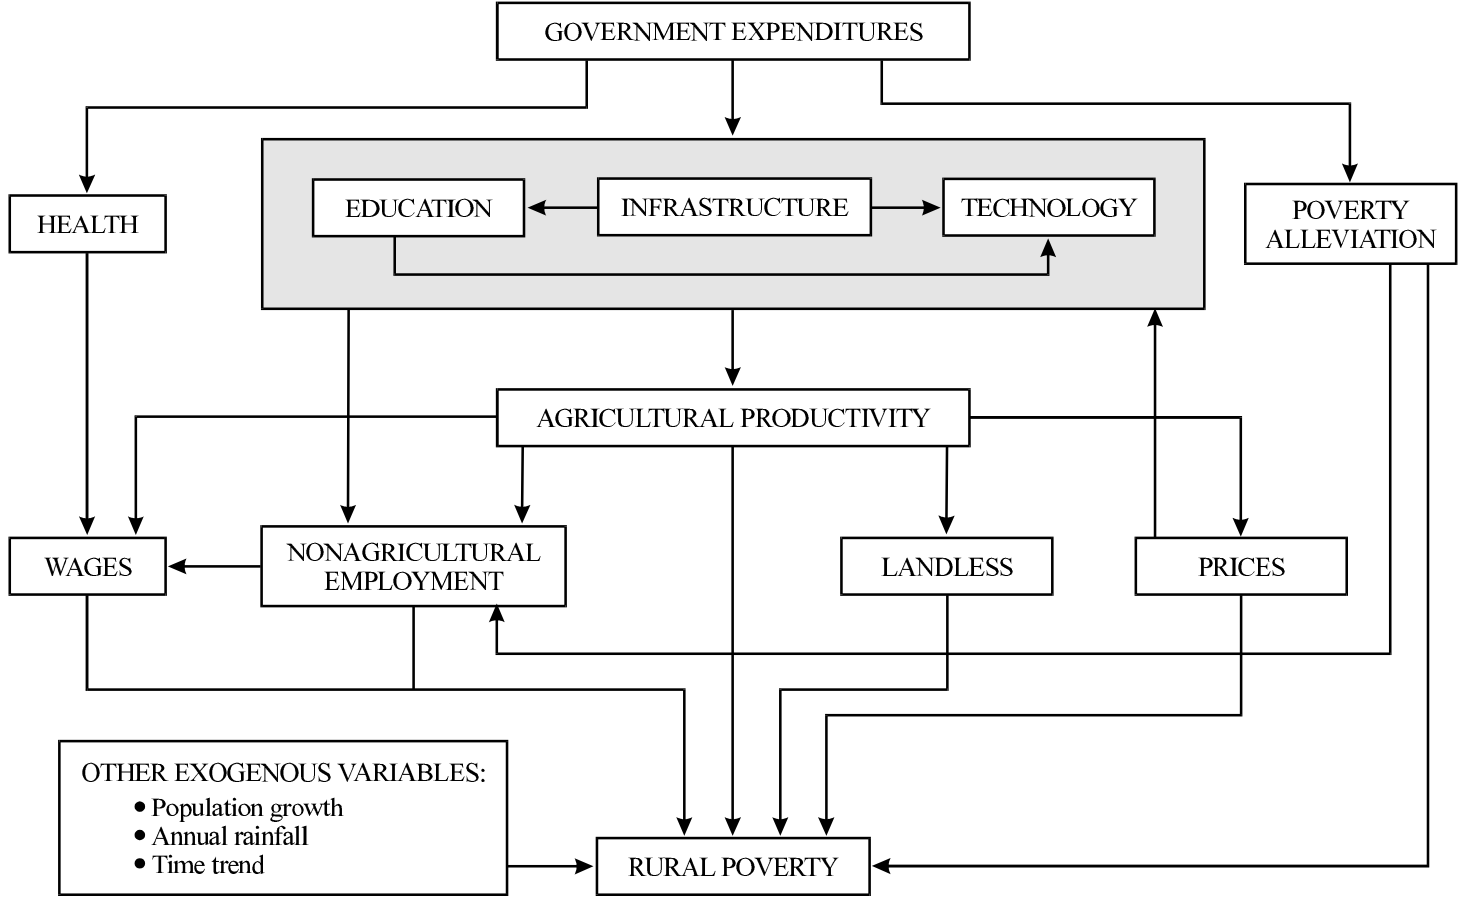 GOVERNMENT EXPENDITURES
EDUCATION
INFRASTRUCTURE
TECHNOLOGY
HEALTH
POVERTY
ALLEVIATION
AGRICULTURAL PRODUCTIVITY
WAGES
NONAGRICULTURAL
EMPLOYMENT
LANDLESS
PRICES
OTHER EXOGENOUS VARIABLES:
• Population growth
• Annual rainfall
• Time trend
RURAL POVERTY